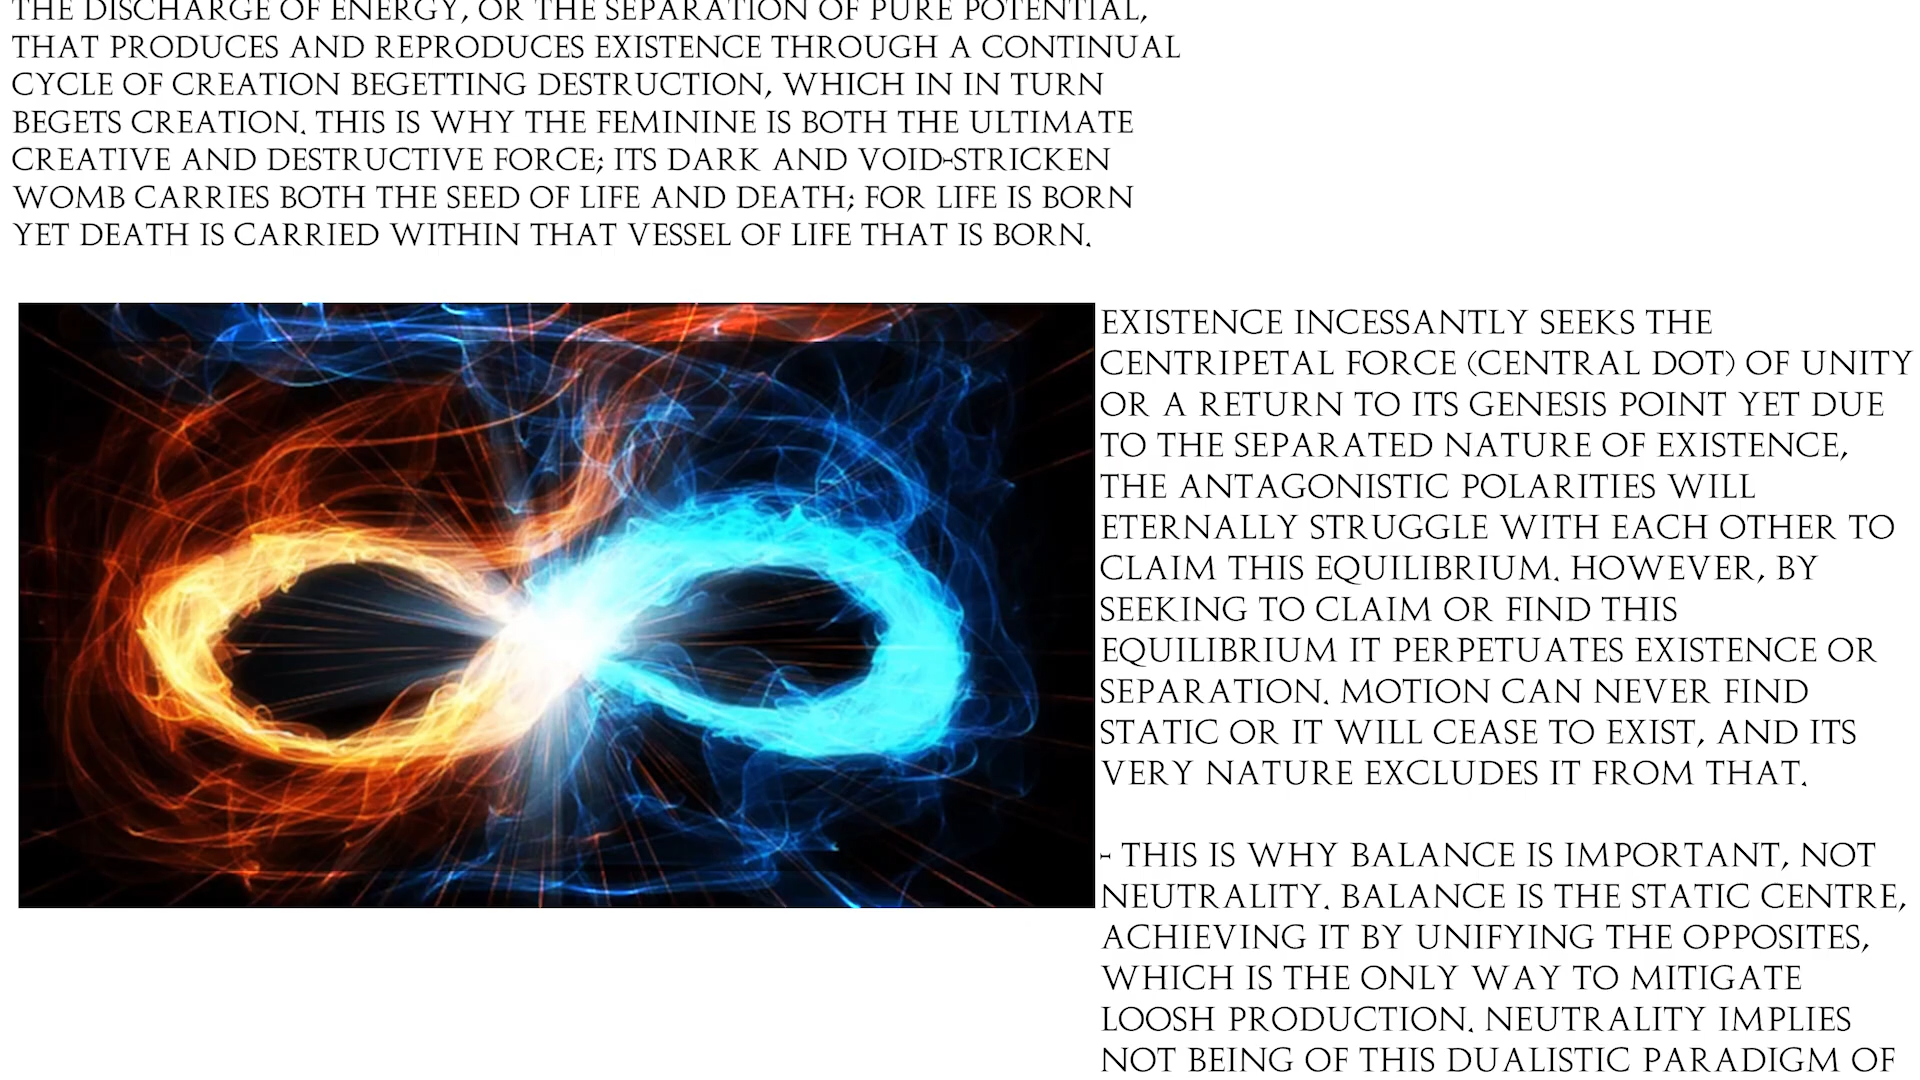 THE DISCHARGE OF ENERGY, OR THE SEPARATION OF PURE POTENTIAL,
THAT PRODUCES AND REPRODUCES EXISTENCE THROUGH A CONTINUAL
CYCLE OF CREATION BEGETTING DESTRUCTION, WHICH IN IN TURN
BEGETS CREATION. THIS IS WHY THE FEMININE IS BOTH THE ULTIMATE
CREATIVE AND DESTRUCTIVE FORCE; ITS DARK AND VOID-STRICKEN
WOMB CARRIES BOTH THE SEED OF LIFE AND DEATH; FOR LIFE IS BORN
YET DEATH IS CARRIED WITHIN THAT VESSEL OF LIFE THAT IS BORN.
EXISTENCE INCESSANTLY SEEKS THE
CENTRIPETAL FORCE (CENTRAL DOT) OF UNITY
OR A RETURN TO ITS GENESIS POINT YET DUE
TO THE SEPARATED NATURE OF EXISTENCE,
THE ANTAGONISTIC POLARITIES WILL
ETERNALLY STRUGGLE WITH EACH OTHER TO
CLAIM THIS EQUILIBRIUM. HOWEVER, BY
SEEKING TO CLAIM OR FIND THIS
EQUILIBRIUM IT PERPETUATES EXISTENCE OR
SEPARATION. MOTION CAN NEVER FIND
STATIC OR IT WILL CEASE TO EXIST, AND ITS
VERY NATURE EXCLUDES IT FROM THAT.
- THIS IS WHY BALANCE IS IMPORTANT, NOT
NEUTRALITY. BALANCE IS THE STATIC CENTRE,
ACHIEVING IT BY UNIFYING THE OPPOSITES,
WHICH IS THE ONLY WAY TO MITIGATE
LOOSH PRODUCTION. NEUTRALITY IMPLIES
NOT BEING OF THIS DUALISTIC PARADIGM OF